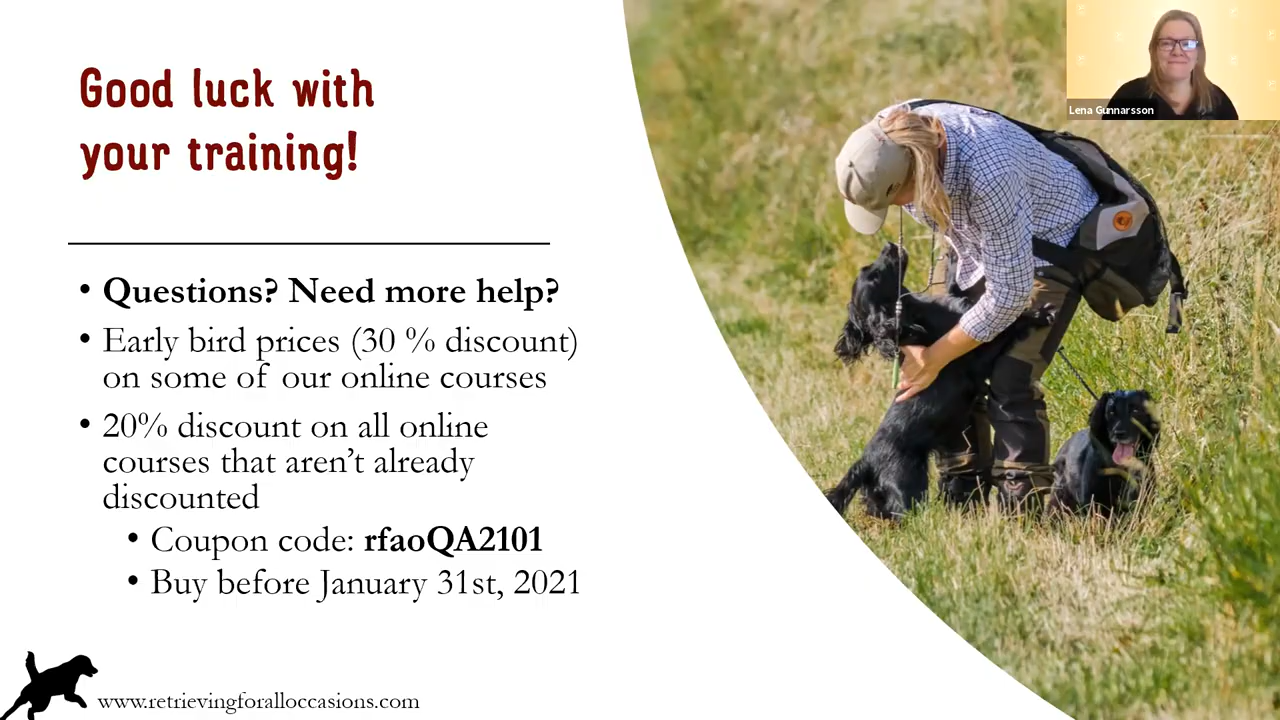 Good luck with
your training!
• Questions? Need more help?
• Early bird prices (30 % discount)
on some of our online courses
• 20% discount on all online
courses that aren’t already
discounted
• Coupon code: rfaoQA2101
• Buy before January 31st, 2021
www.retrievingforalloccasions.com
Lena Gunnarsson